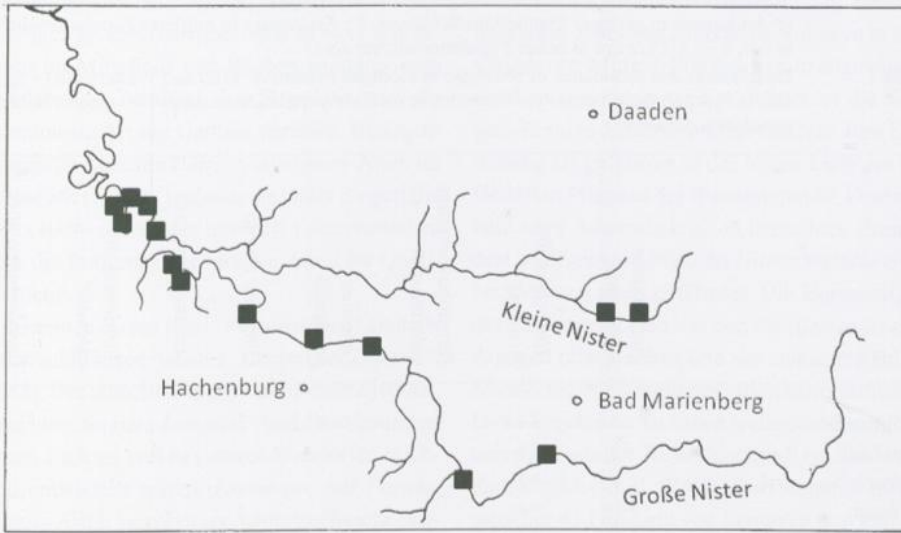 Daaden
Kleine Nister
Hachenburg
Bad Marienberg
Große Nister